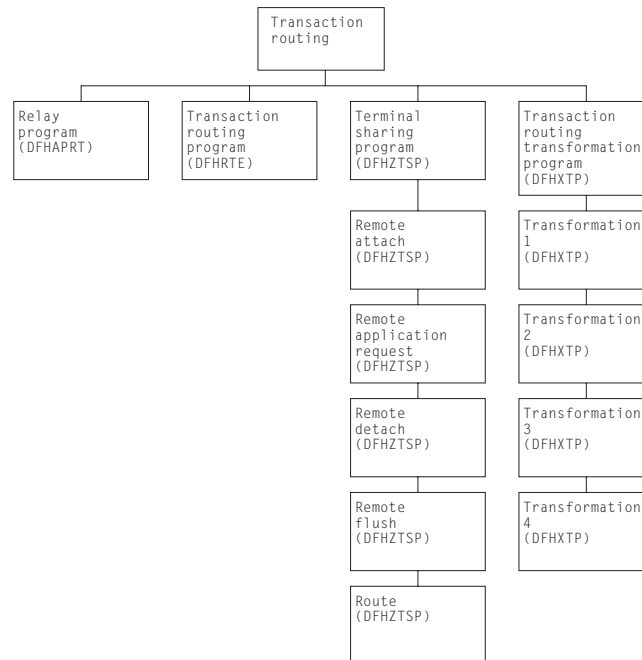 Transaction
routing
Relay
program
(DFHAPRT)
Transaction
routing
program
(DFHRTE)
Terminal
sharing
program
(DFHZTSP)
Transaction
routing
transformation
program
(DFHXTP)
Remote
attach
(DFHZTSP)
Transformation
1
(DFHXTP)
Remote
application
request
(DFHZTSP)
Transformation
2
(DFHXTP)
Remote
detach
(DFHZTSP)
Transformation
3
(DFHXTP)
Remote
flush
(DFHZTSP)
Transformation
4
(DFHXTP)
Route
(DFHZTSP)